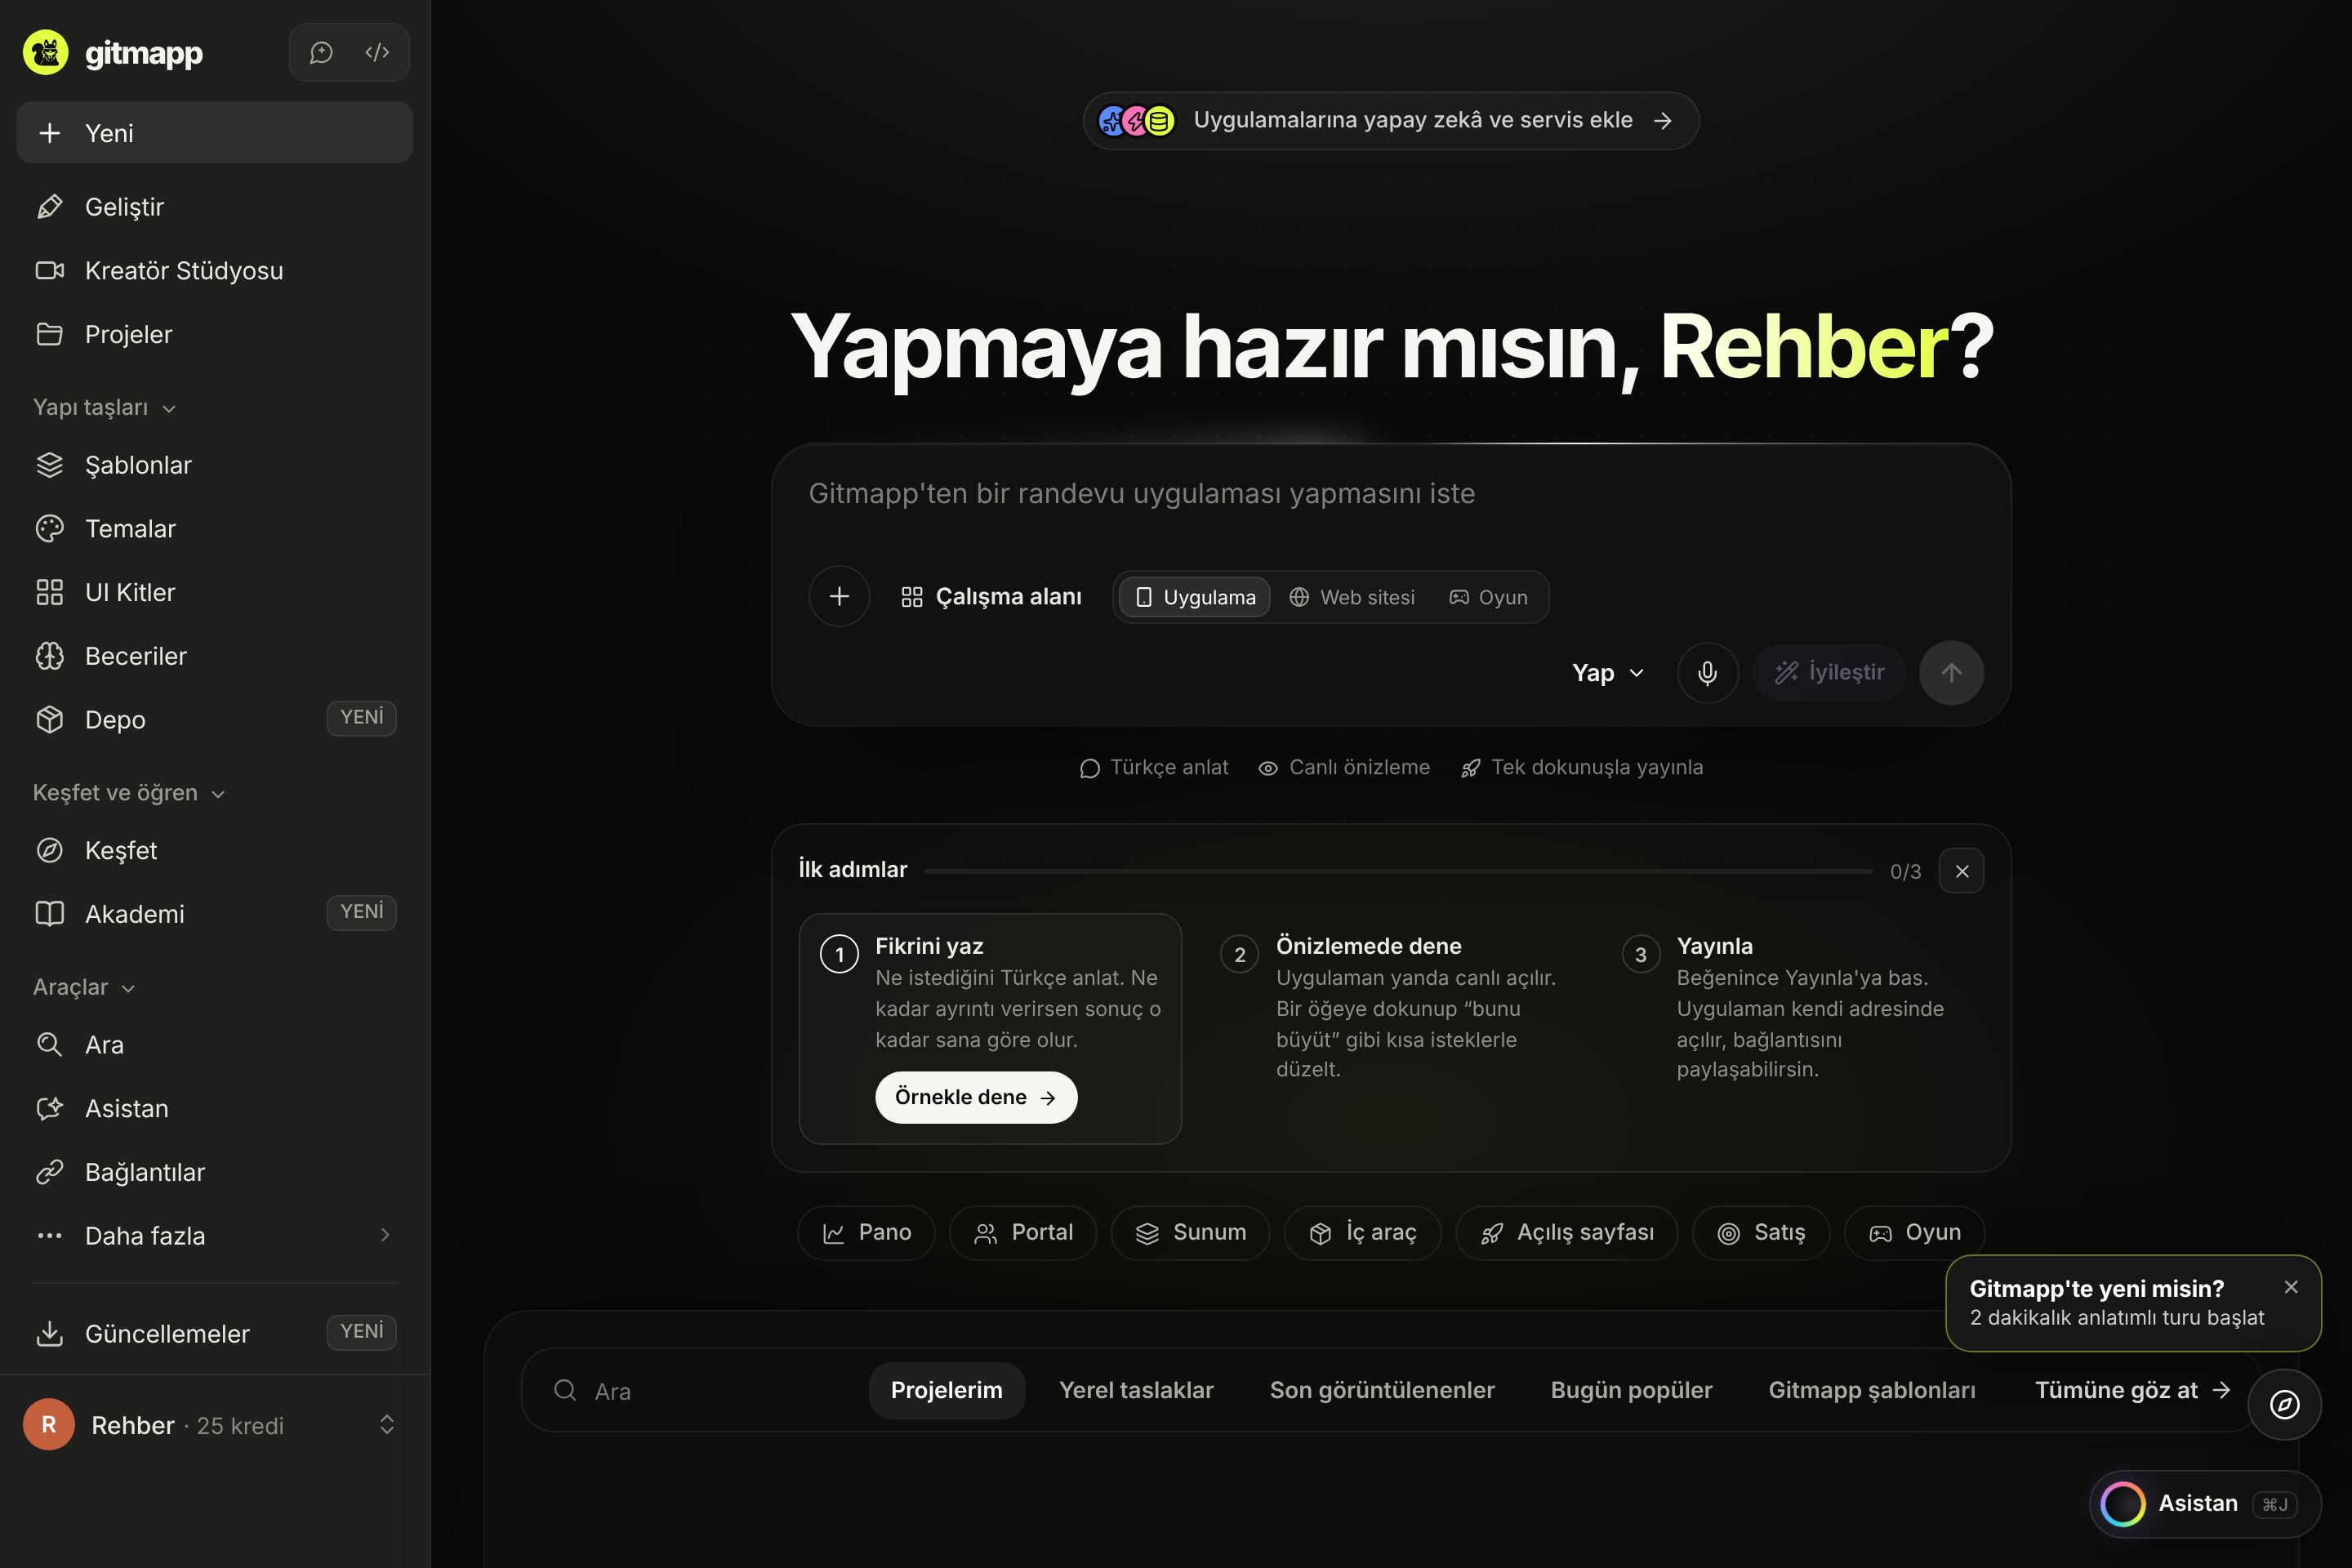 gitmapp
Yeni
Geliştir
Kreatör Stüdyosu
Projeler
Yapı taşları
Şablonlar
Temalar
UI Kitler
Beceriler
Depo YENİ
Keşfet ve öğren
Keşfet
Akademi YENİ
Araçlar
Ara
Asistan
Bağlantılar
Daha fazla
Güncellemeler YENİ
R Rehber · 25 kredi
Uygulamalarına yapay zekâ ve servis ekle
Yapmaya hazır mısın, Rehber?
Gitmapp'ten bir randevu uygulaması yapmasını iste
Çalışma alanı Uygulama Web sitesi Oyun
Yap İyileştir
Türkçe anlat Canlı önizleme Tek dokunuşla yayınla
İlk adımlar 0/3
1 Fikrini yaz
Ne istediğini Türkçe anlat. Ne
kadar ayrıntı verirsen sonuç o
kadar sana göre olur.
Örnekle dene
2 Önizlemede dene
Uygulaman yanda canlı açılır.
Bir öğeye dokunup “bunu
büyüt” gibi kısa isteklerle
düzelt.
3 Yayınla
Beğenince Yayınla'ya bas.
Uygulaman kendi adresinde
açılır, bağlantısını
paylaşabilirsin.
Pano Portal Sunum İç araç Açılış sayfası Satış Oyun
Gitmapp'te yeni misin?
2 dakikalık anlatımlı turu başlat
Ara Projelerim Yerel taslaklar Son görüntülenenler Bugün popüler Gitmapp şablonları Tümüne göz at
Asistan ⌘J